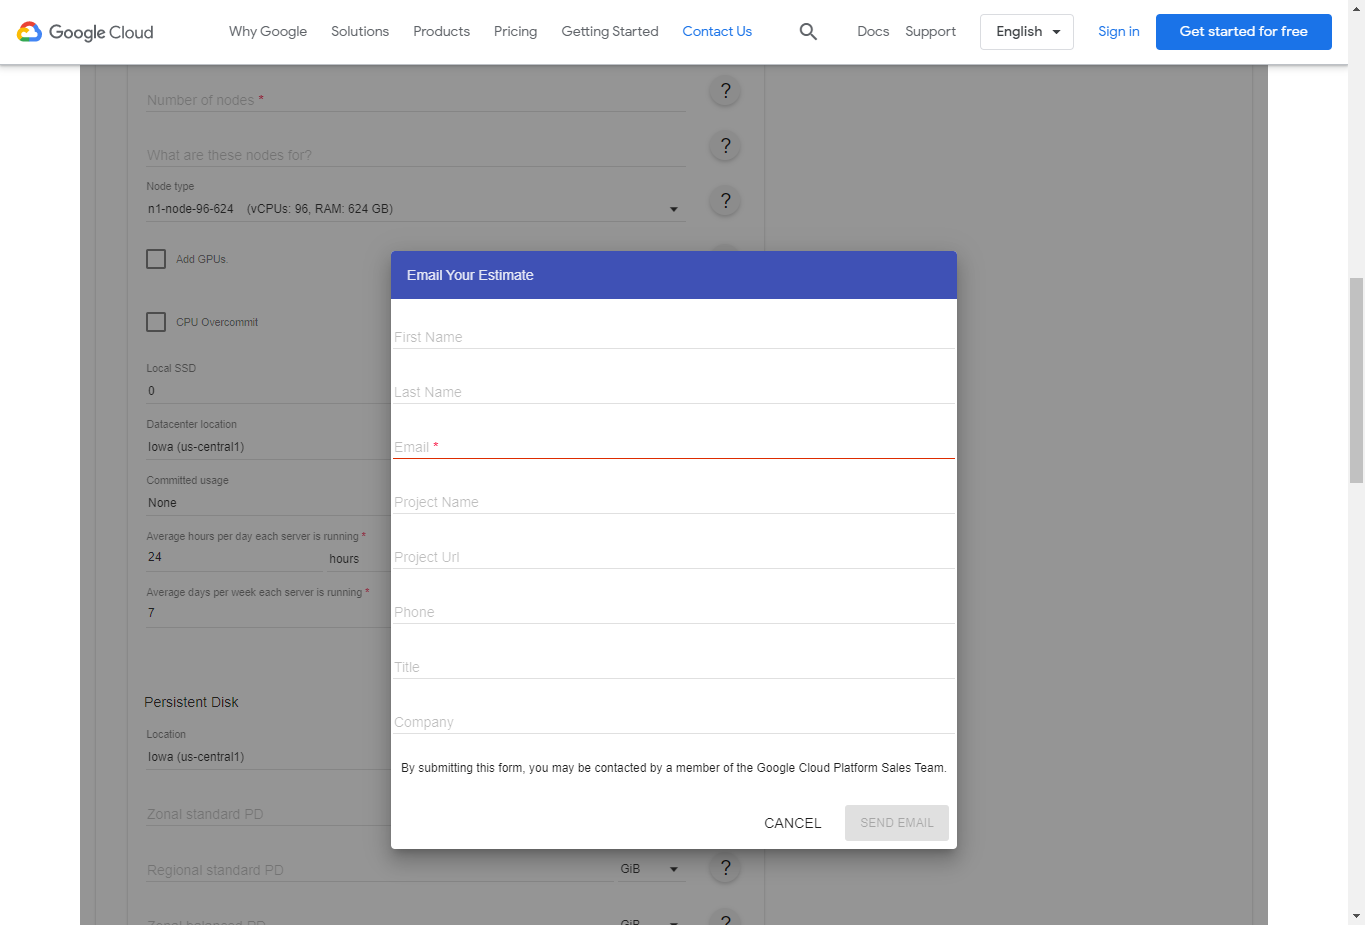 Google Cloud
Why Google Solutions Products Pricing Getting Started Contact Us Docs Support English Sign in Get started for free
Number of nodes * ?
What are these nodes for? ?
Node type
n1-node-96-624 (vCPUs: 96, RAM: 624 GB) ?
Add GPUs.
CPU Overcommit
Local SSD
0
Datacenter location
Iowa (us-central1)
Committed usage
None
Average hours per day each server is running *
24 hours
Average days per week each server is running *
7
Persistent Disk
Location
Iowa (us-central1)
Zonal standard PD
Regional standard PD GiB ?
Zonal balanced PD GiB ?
Email Your Estimate
First Name
Last Name
Email *
Project Name
Project Url
Phone
Title
Company
By submitting this form, you may be contacted by a member of the Google Cloud Platform Sales Team.
CANCEL SEND EMAIL